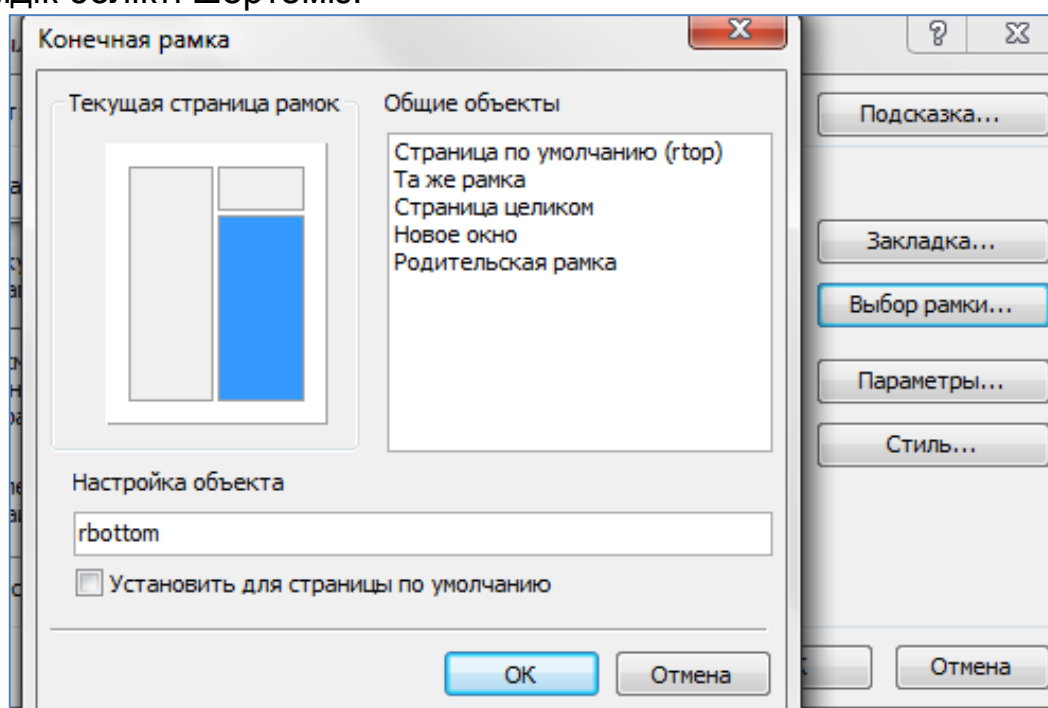 Конечная рамка
Текущая страница рамок
Общие объекты
Страница по умолчанию (rtop)
Та же рамка
Страница целиком
Новое окно
Родительская рамка
Настройка объекта
rbottom
Установить для страницы по умолчанию
OK
Отмена
Подсказка...
Закладка...
Выбор рамки...
Параметры...
Стиль...
Отмена